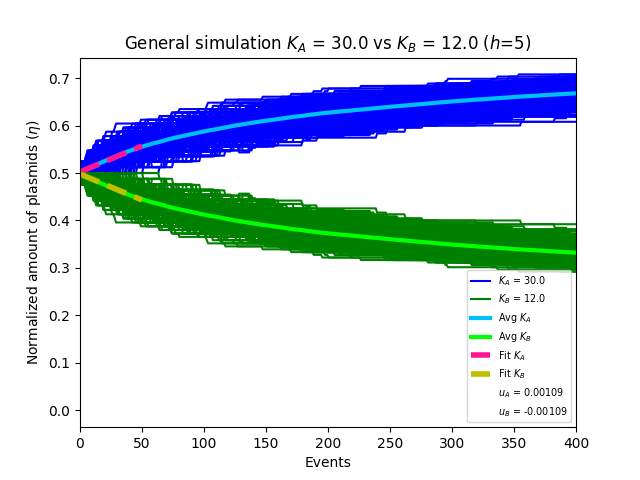 General simulation K_A = 30.0 vs K_B = 12.0 (h=5)
Normalized amount of plasmids (η)
0.7
0.6
0.5
0.4
0.3
0.2
0.1
0.0
K_A = 30.0
K_B = 12.0
Avg K_A
Avg K_B
Fit K_A
Fit K_B
u_A = 0.00109
u_B = -0.00109
0 50 100 150 200 250 300 350 400
Events